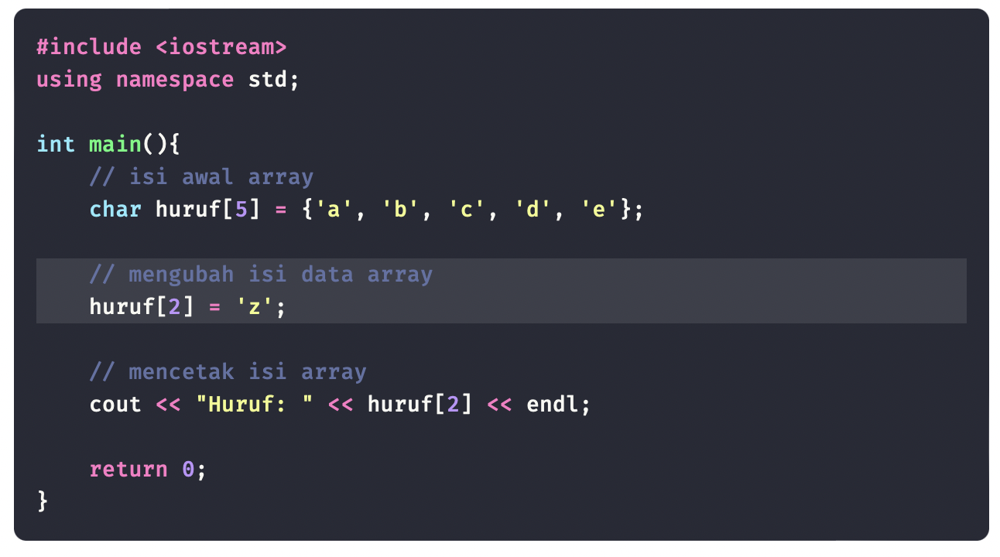 #include <iostream>
using namespace std;
int main(){
// isi awal array
char huruf[5] = {'a', 'b', 'c', 'd', 'e'};
// mengubah isi data array
huruf[2] = 'z';
// mencetak isi array
cout << "Huruf: " << huruf[2] << endl;
return 0;
}